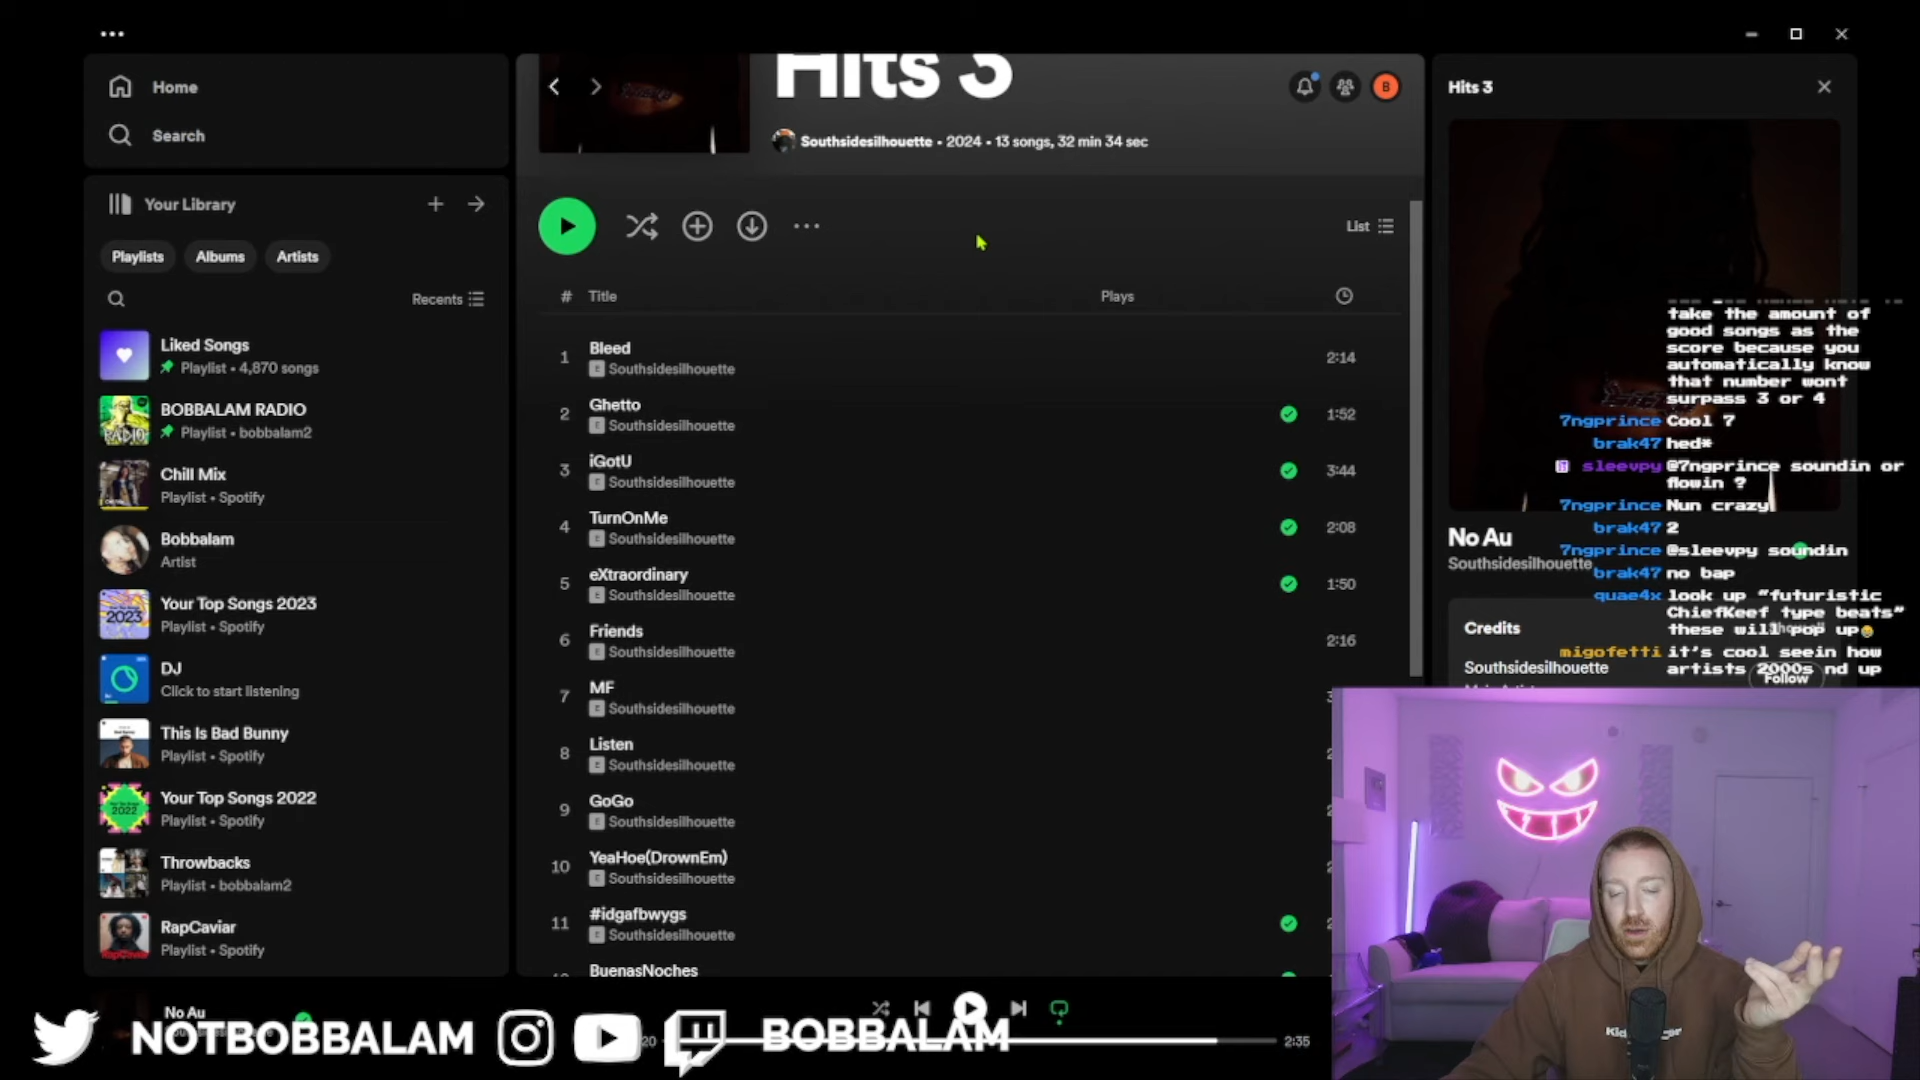 Home
Search
Your Library
Playlists
Albums
Artists
Recents
Liked Songs
Playlist • 4,870 songs
BOBBALAM RADIO
Playlist • bobbalam2
Chill Mix
Playlist • Spotify
Bobbalam
Artist
Your Top Songs 2023
Playlist • Spotify
DJ
Click to start listening
This Is Bad Bunny
Playlist • Spotify
Your Top Songs 2022
Playlist • Spotify
Throwbacks
Playlist • bobbalam2
RapCaviar
Playlist • Spotify
Hits 3
Southsidesilhouette • 2024 • 13 songs, 32 min 34 sec
B
List
# Title Plays
1 Bleed 2:14
E Southsidesilhouette
2 Ghetto 1:52
E Southsidesilhouette
3 iGotU 3:44
E Southsidesilhouette
4 TurnOnMe 2:08
E Southsidesilhouette
5 eXtraordinary 1:50
E Southsidesilhouette
6 Friends 2:16
E Southsidesilhouette
7 MF
E Southsidesilhouette
8 Listen
E Southsidesilhouette
9 GoGo
E Southsidesilhouette
10 YeaHoe(DrownEm)
E Southsidesilhouette
11 #idgafbwygs
E Southsidesilhouette
BuenasNoches
Hits 3
take the amount of
good songs as the
score because you
automatically know
that number wont
surpass 3 or 4
7ngprince Cool 7
brak47 hed*
sleevpy @7ngprince soundin or
flowin ?
7ngprince Nun crazy
brak47 2
7ngprince @sleevpy soundin
brak47 no bap
quae4x look up "futuristic
ChiefKeef type beats"
these will pop up
migofetti it's cool seein how
artists 2000s nd up
No Au
Southsidesilhouette
Credits
Southsidesilhouette
Follow
No Au
2:35
NOTBOBBALAM
BOBBALAM